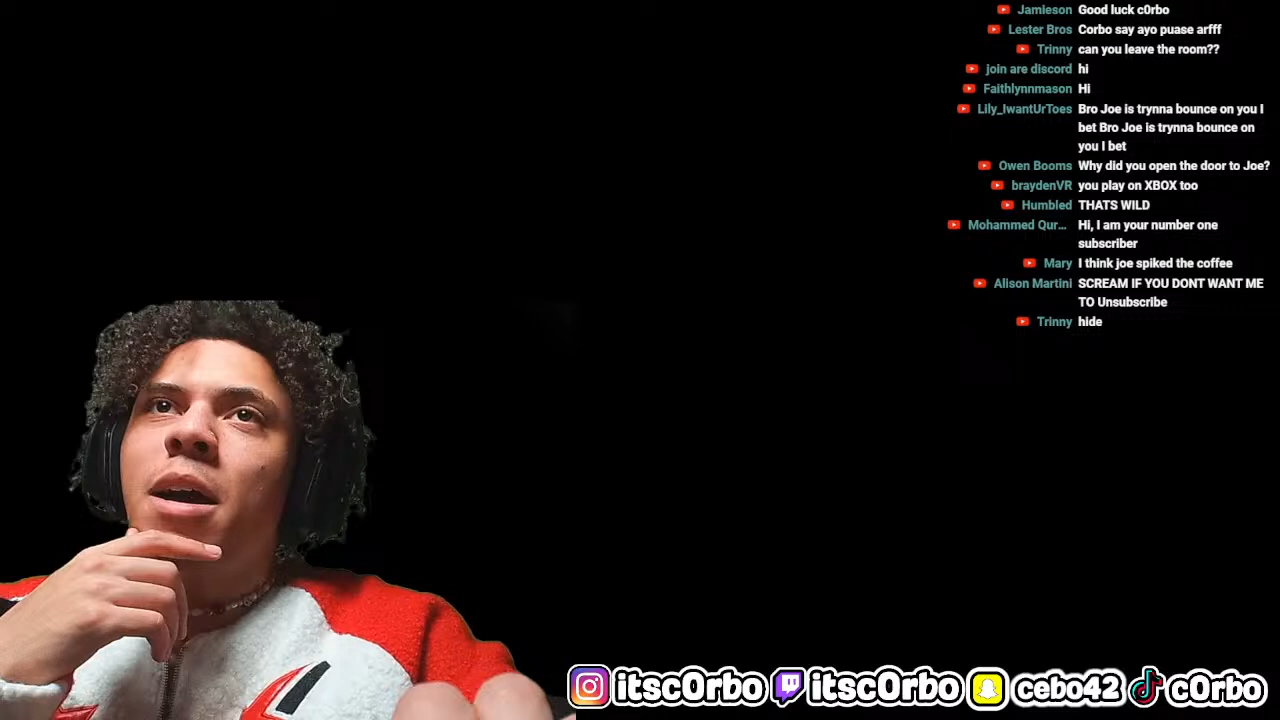 Jamieson Good luck c0rbo
Lester Bros Corbo say ayo puase arfff
Trinny can you leave the room??
join are discord hi
Faithlynnmason Hi
Lily_IwantUrToes Bro Joe is trynna bounce on you I
bet Bro Joe is trynna bounce on
you I bet
Owen Booms Why did you open the door to Joe?
braydenVR you play on XBOX too
Humbled THATS WILD
Mohammed Qur... Hi, I am your number one
subscriber
Mary I think joe spiked the coffee
Alison Martini SCREAM IF YOU DONT WANT ME
TO Unsubscribe
Trinny hide
itsc0rbo itsc0rbo cebo42 c0rbo